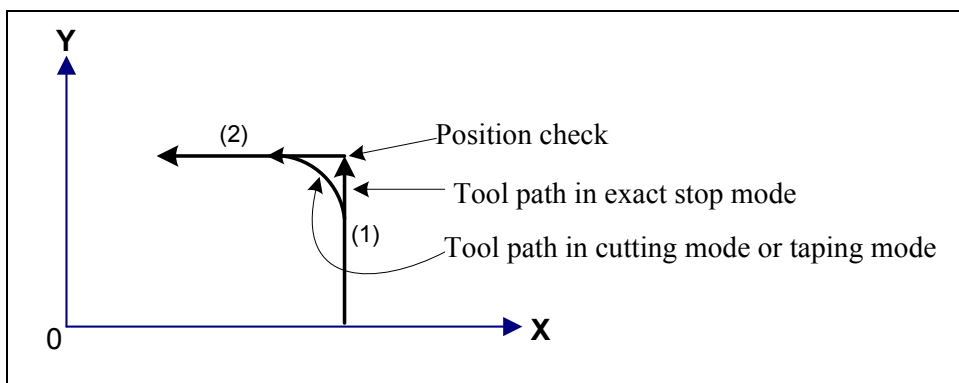 Y
(2)
Position check
Tool path in exact stop mode
(1)
Tool path in cutting mode or taping mode
0
X